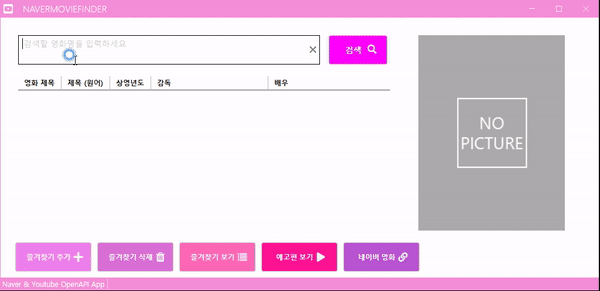 NAVERMOVIEFINDER
검색할 영화명을 입력하세요
검색
영화 제목 제목 (원어) 상영년도 감독 배우
NO
PICTURE
즐겨찾기 추가 즐겨찾기 삭제 즐겨찾기 보기 예고편 보기 네이버 영화
Naver & Youtube OpenAPI App